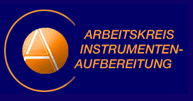 A
ARBEITSKREIS
INSTRUMENTEN-
AUFBEREITUNG